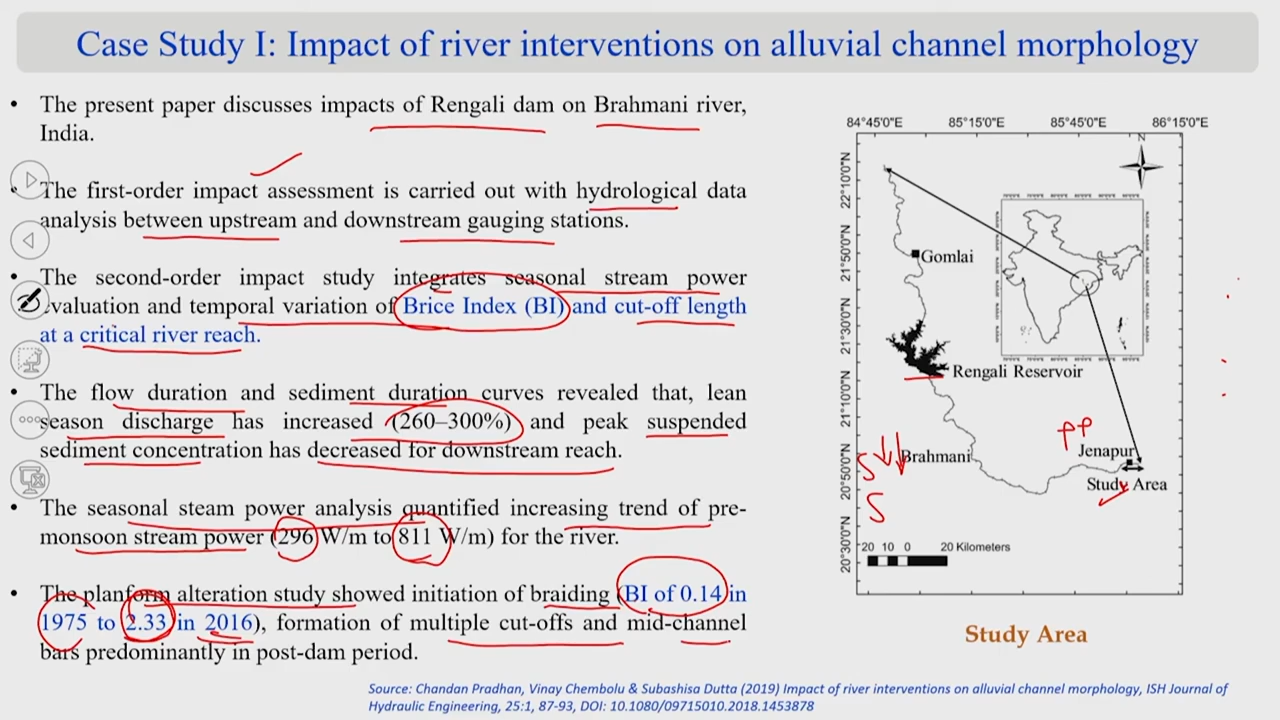 Case Study I: Impact of river interventions on alluvial channel morphology
• The present paper discusses impacts of Rengali dam on Brahmani river,
India.
• The first-order impact assessment is carried out with hydrological data
analysis between upstream and downstream gauging stations.
• The second-order impact study integrates seasonal stream power
evaluation and temporal variation of Brice Index (BI) and cut-off length
at a critical river reach.
• The flow duration and sediment duration curves revealed that, lean
season discharge has increased (260–300%) and peak suspended
sediment concentration has decreased for downstream reach.
• The seasonal steam power analysis quantified increasing trend of pre-
monsoon stream power (296 W/m to 811 W/m) for the river.
• The planform alteration study showed initiation of braiding (BI of 0.14 in
1975 to 2.33 in 2016), formation of multiple cut-offs and mid-channel
bars predominantly in post-dam period.
84°45'0"E 85°15'0"E 85°45'0"E 86°15'0"E
N
22°10'0"N
21°50'0"N
21°30'0"N
21°10'0"N
20°50'0"N
20°30'0"N
Gomlai
Rengali Reservoir
PP
Jenapur
Brahmani
Study Area
S
S
20 10 0 20 Kilometers
Study Area
Source: Chandan Pradhan, Vinay Chembolu & Subashisa Dutta (2019) Impact of river interventions on alluvial channel morphology, ISH Journal of
Hydraulic Engineering, 25:1, 87-93, DOI: 10.1080/09715010.2018.1453878